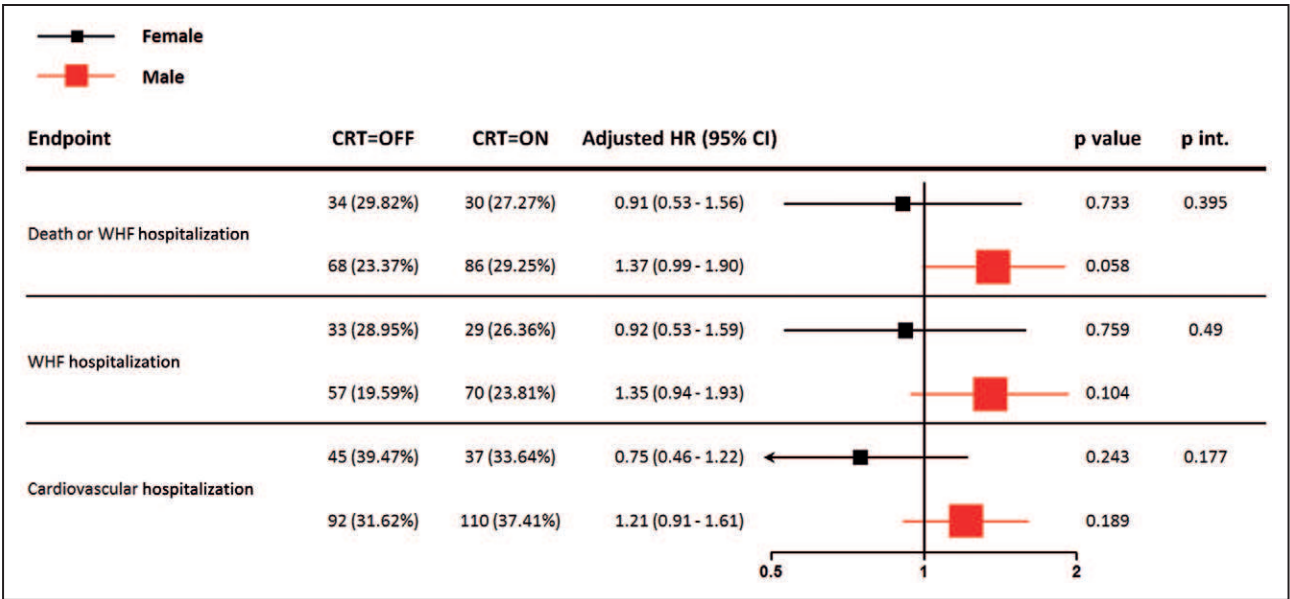 Female
Male
Endpoint CRT=OFF CRT=ON Adjusted HR (95% CI) p value p int.
34 (29.82%) 30 (27.27%) 0.91 (0.53 - 1.56) 0.733 0.395
Death or WHF hospitalization
68 (23.37%) 86 (29.25%) 1.37 (0.99 - 1.90) 0.058
33 (28.95%) 29 (26.36%) 0.92 (0.53 - 1.59) 0.759 0.49
WHF hospitalization
57 (19.59%) 70 (23.81%) 1.35 (0.94 - 1.93) 0.104
45 (39.47%) 37 (33.64%) 0.75 (0.46 - 1.22) 0.243 0.177
Cardiovascular hospitalization
92 (31.62%) 110 (37.41%) 1.21 (0.91 - 1.61) 0.189
0.5 1 2